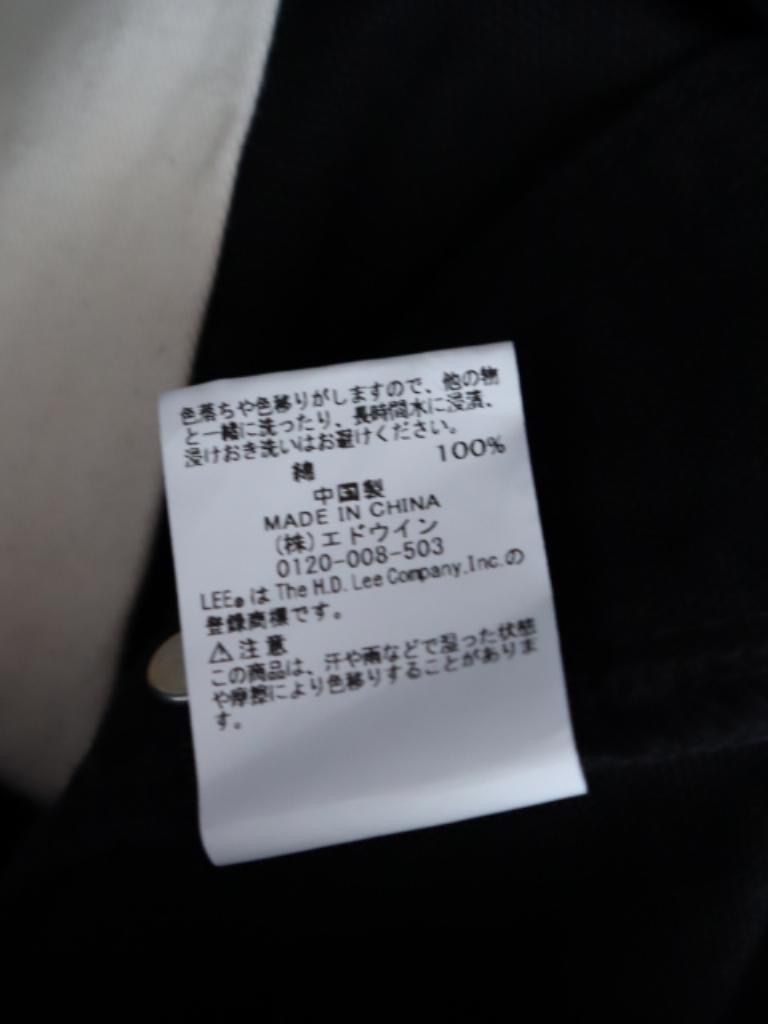 色落ちや色移りがしますので、他の物
と一緒に洗ったり、長時間水に浸漬、
浸けおき洗いはお避けください。
綿 100%
中国製
MADE IN CHINA
(株)エドウイン
0120-008-503
LEE® は The H.D. Lee Company, Inc. の
登録商標です。
⚠注意
この商品は、汗や雨などで湿った状態
や摩擦により色移りすることがありま
す。